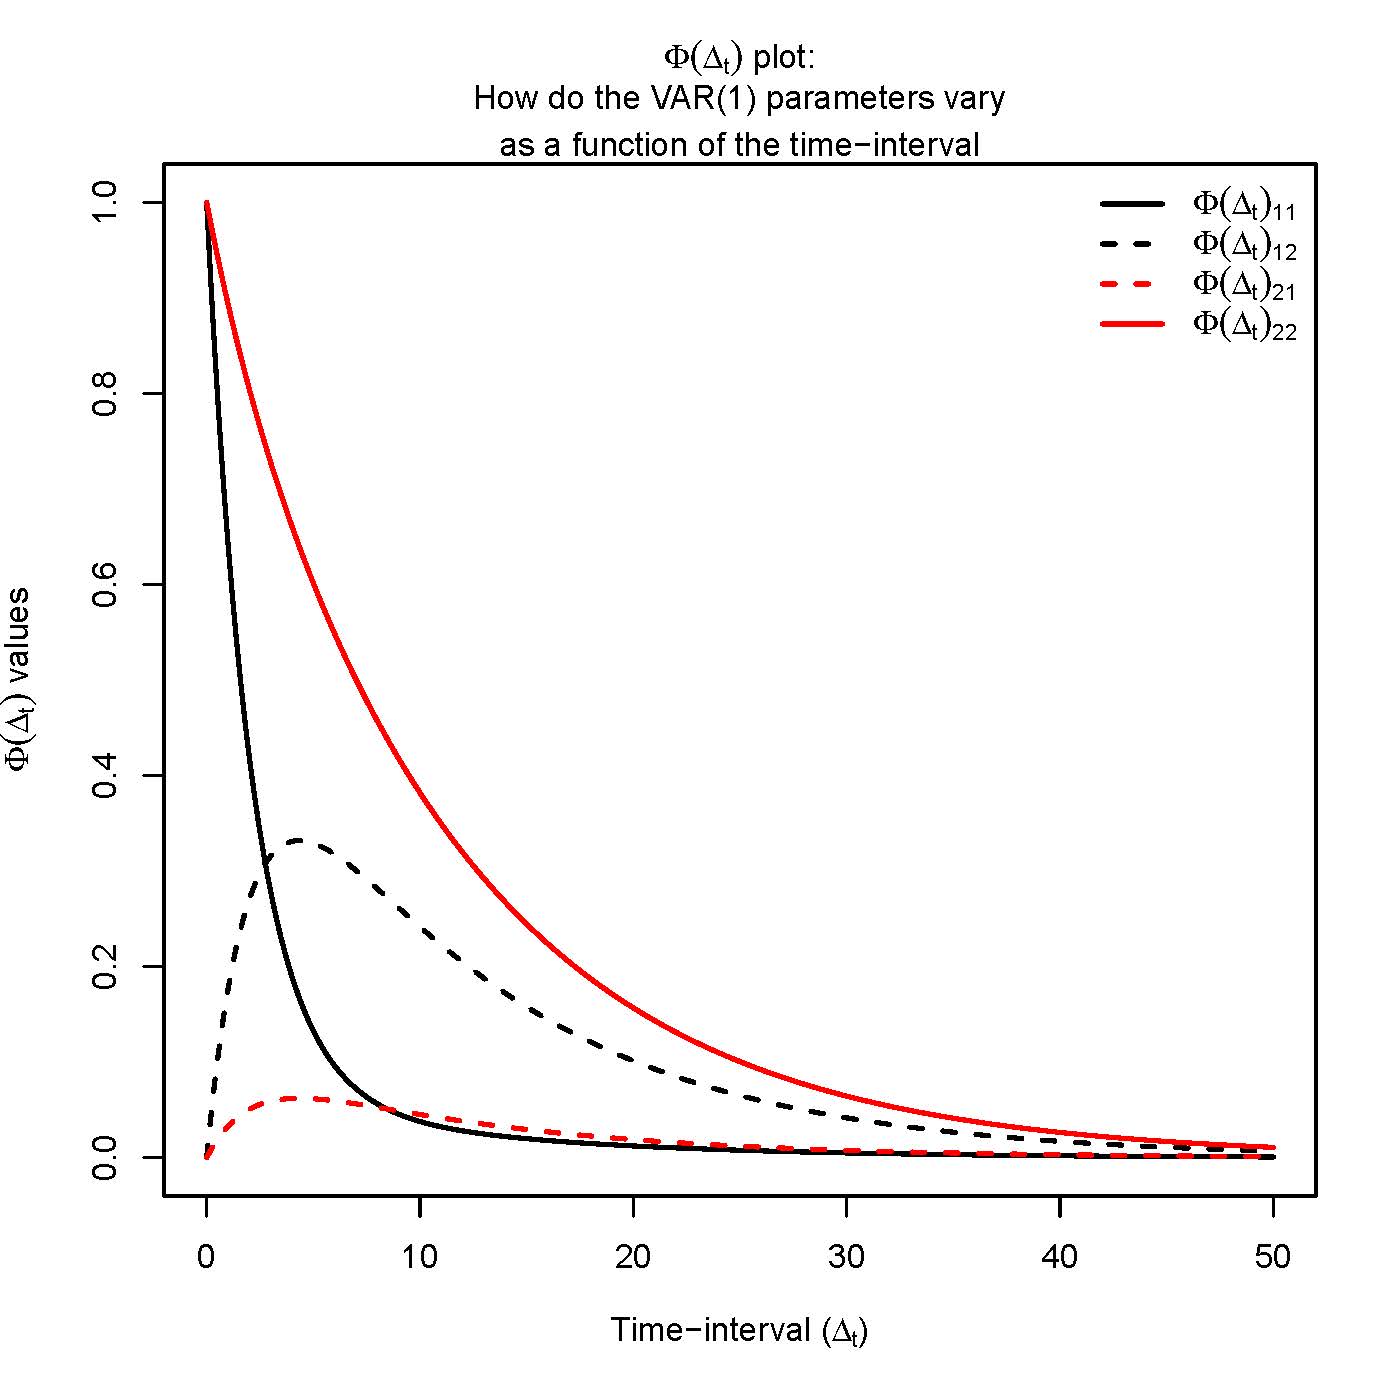 Φ(Δt) plot:
How do the VAR(1) parameters vary
as a function of the time−interval
Φ(Δt)11
Φ(Δt)12
Φ(Δt)21
Φ(Δt)22
1.0
0.8
0.6
0.4
0.2
0.0
Φ(Δt) values
0 10 20 30 40 50
Time−interval (Δt)